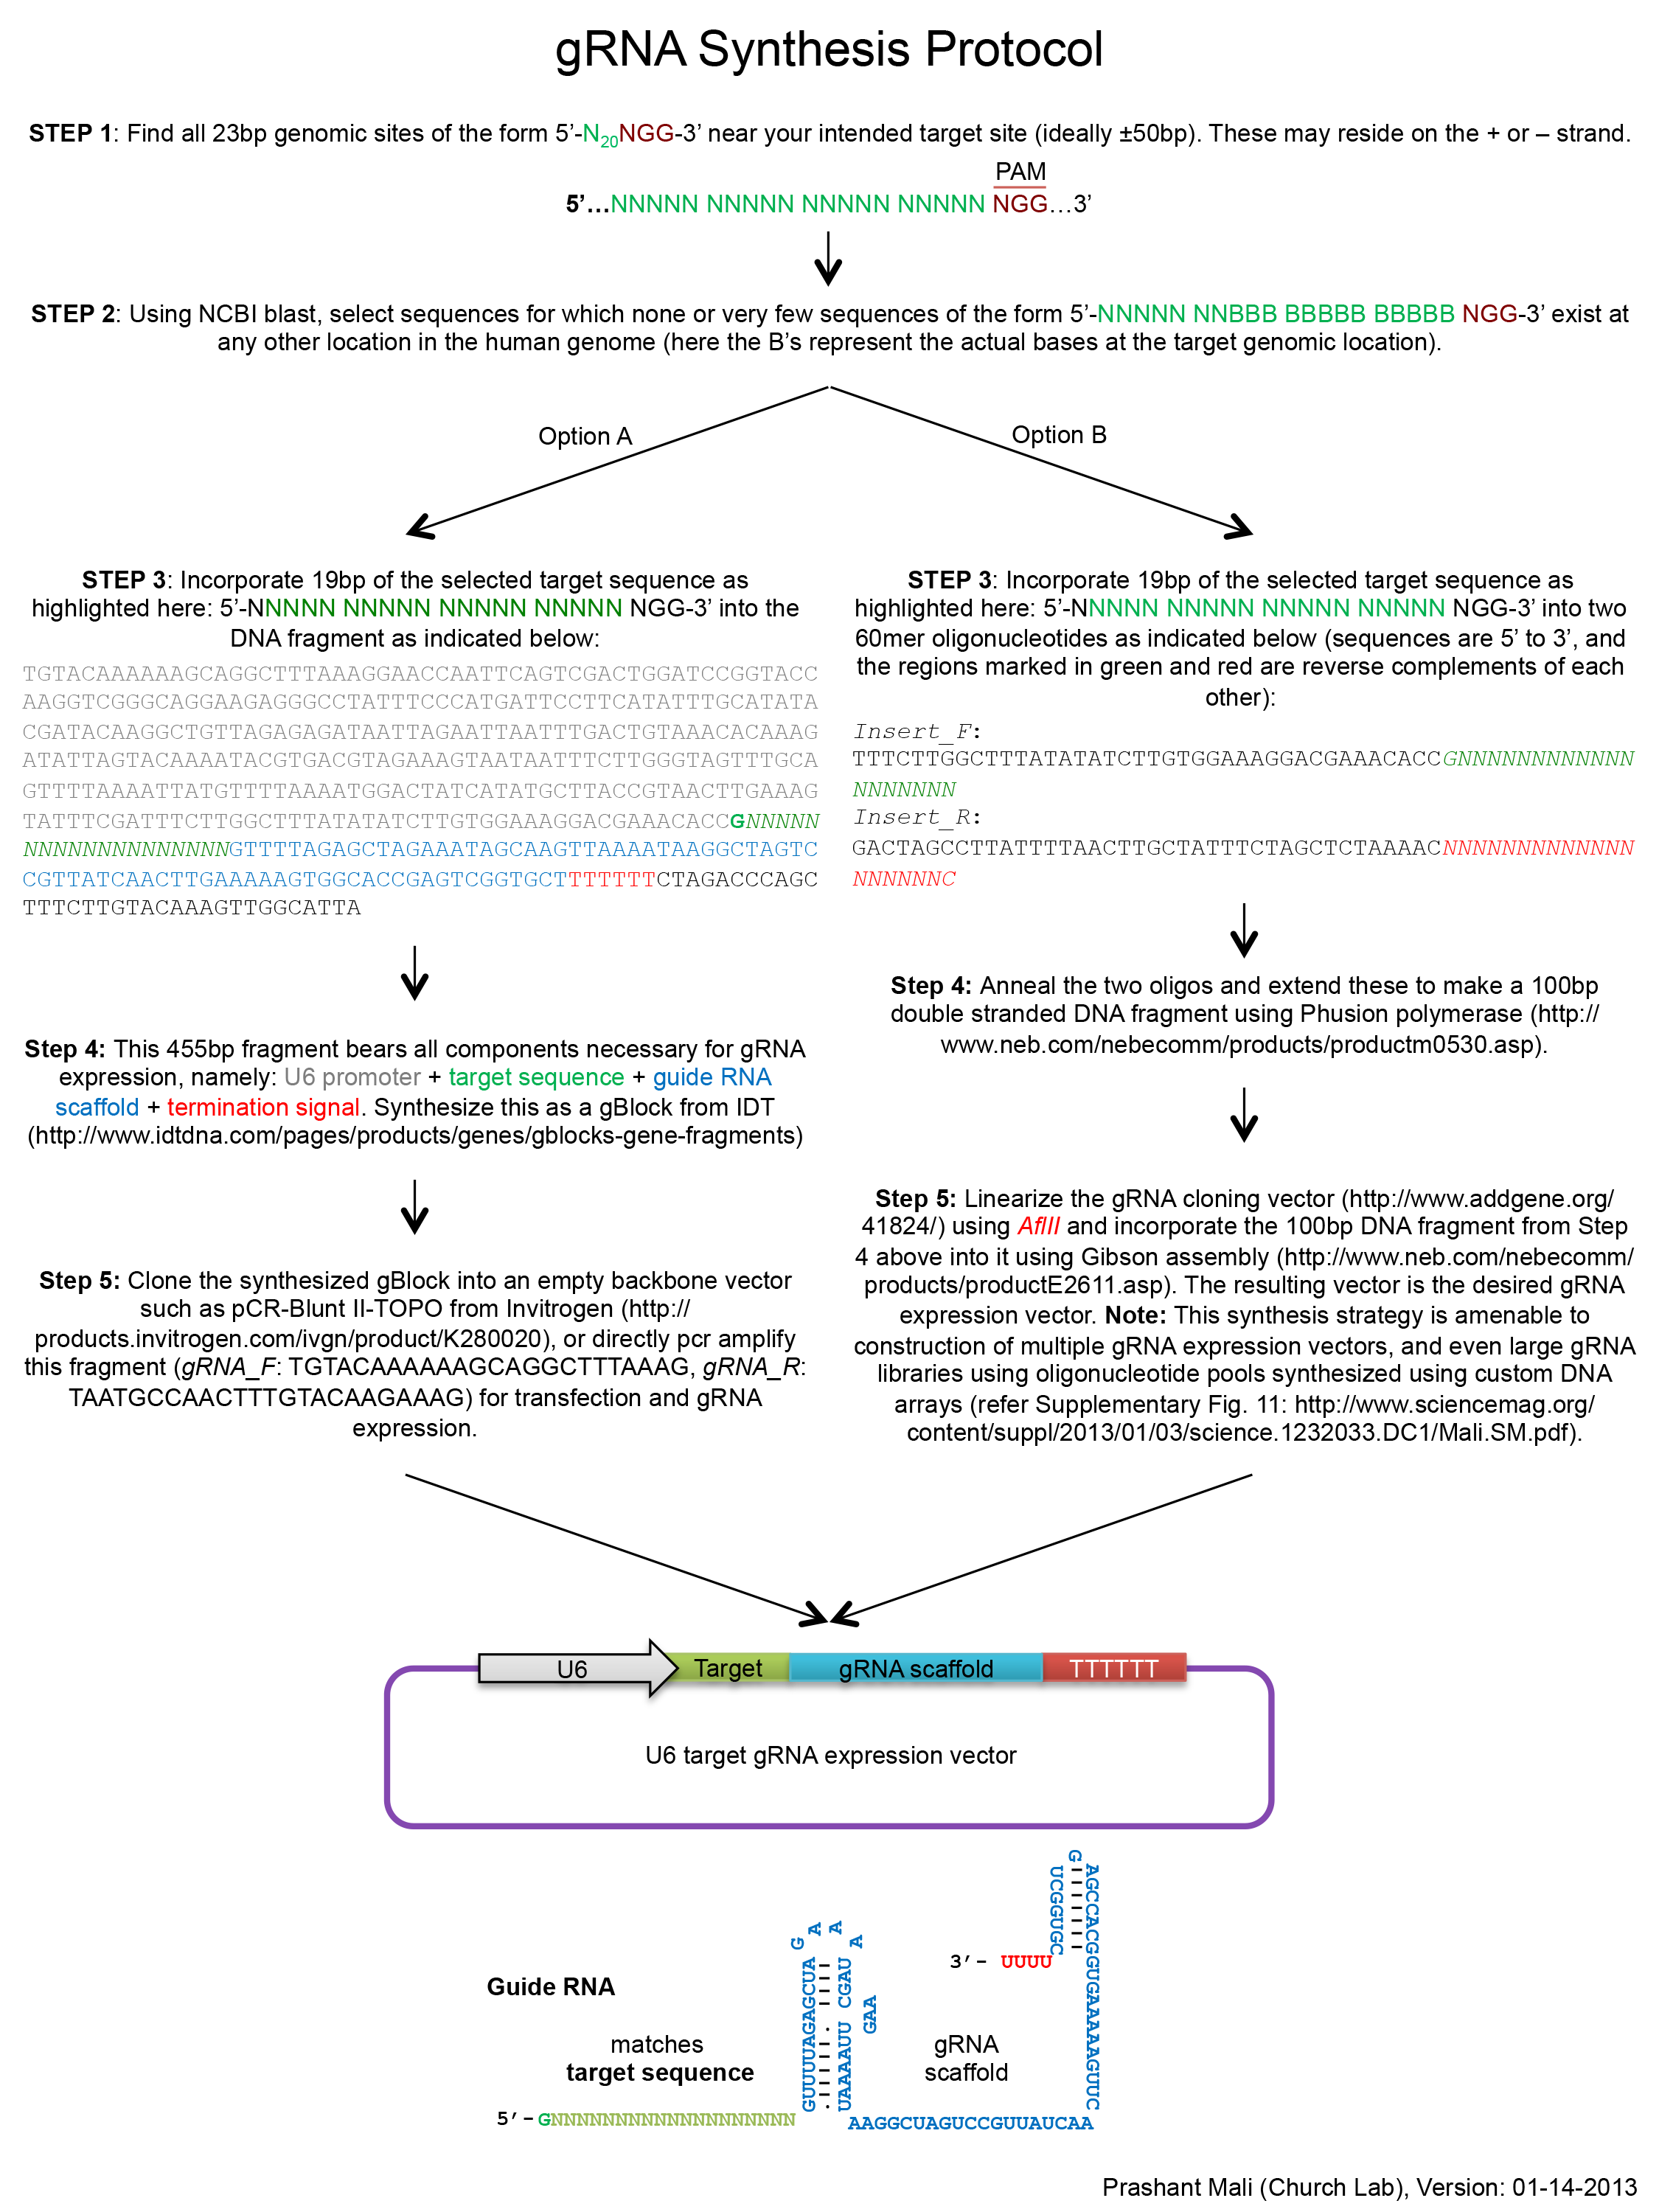 gRNA Synthesis Protocol
STEP 1: Find all 23bp genomic sites of the form 5’-N20NGG-3’ near your intended target site (ideally ±50bp). These may reside on the + or – strand.
PAM
5’…NNNNN NNNNN NNNNN NNNNN NGG…3’
STEP 2: Using NCBI blast, select sequences for which none or very few sequences of the form 5’-NNNNN NNBBB BBBBB BBBBB NGG-3’ exist at
any other location in the human genome (here the B’s represent the actual bases at the target genomic location).
Option A
Option B
STEP 3: Incorporate 19bp of the selected target sequence as
highlighted here: 5’-NNNNN NNNNN NNNNN NNNNN NGG-3’ into the
DNA fragment as indicated below:
TGTACAAAAAAGCAGGCTTTAAAGGAACCAATTCAGTCGACTGGATCCGGTACC
AAGGTCGGGCAGGAAGAGGGCCTATTTCCCATGATTCCTTCATATTTGCATATA
CGATACAAGGCTGTTAGAGAGATAATTAGAATTAATTTGACTGTAAACACAAAG
ATATTAGTACAAAATACGTGACGTAGAAAGTAATAATTTCTTGGGTAGTTTGCA
GTTTTAAAATTATGTTTTAAAATGGACTATCATATGCTTACCGTAACTTGAAAG
TATTTCGATTTCTTGGCTTTATATATCTTGTGGAAAGGACGAAACACCGNNNNN
NNNNNNNNNNNNNNGTTTTAGAGCTAGAAATAGCAAGTTAAAATAAGGCTAGTC
CGTTATCAACTTGAAAAAGTGGCACCGAGTCGGTGCTTTTTTTCTAGACCCAGC
TTTCTTGTACAAAGTTGGCATTA
Step 4: This 455bp fragment bears all components necessary for gRNA
expression, namely: U6 promoter + target sequence + guide RNA
scaffold + termination signal. Synthesize this as a gBlock from IDT
(http://www.idtdna.com/pages/products/genes/gblocks-gene-fragments)
Step 5: Clone the synthesized gBlock into an empty backbone vector
such as pCR-Blunt II-TOPO from Invitrogen (http://
products.invitrogen.com/ivgn/product/K280020), or directly pcr amplify
this fragment (gRNA_F: TGTACAAAAAAGCAGGCTTTAAAG, gRNA_R:
TAATGCCAACTTTGTACAAGAAAG) for transfection and gRNA
expression.
STEP 3: Incorporate 19bp of the selected target sequence as
highlighted here: 5’-NNNNN NNNNN NNNNN NNNNN NGG-3’ into two
60mer oligonucleotides as indicated below (sequences are 5’ to 3’, and
the regions marked in green and red are reverse complements of each
other):
Insert_F:
TTTCTTGGCTTTATATATCTTGTGGAAAGGACGAAACACCGNNNNNNNNNNNN
NNNNNNN
Insert_R:
GACTAGCCTTATTTTAACTTGCTATTTCTAGCTCTAAAACNNNNNNNNNNNNN
NNNNNNC
Step 4: Anneal the two oligos and extend these to make a 100bp
double stranded DNA fragment using Phusion polymerase (http://
www.neb.com/nebecomm/products/productm0530.asp).
Step 5: Linearize the gRNA cloning vector (http://www.addgene.org/
41824/) using AflII and incorporate the 100bp DNA fragment from Step
4 above into it using Gibson assembly (http://www.neb.com/nebecomm/
products/productE2611.asp). The resulting vector is the desired gRNA
expression vector. Note: This synthesis strategy is amenable to
construction of multiple gRNA expression vectors, and even large gRNA
libraries using oligonucleotide pools synthesized using custom DNA
arrays (refer Supplementary Fig. 11: http://www.sciencemag.org/
content/suppl/2013/01/03/science.1232033.DC1/Mali.SM.pdf).
U6
Target
gRNA scaffold
TTTTTT
U6 target gRNA expression vector
Guide RNA
matches
target sequence
5’–GNNNNNNNNNNNNNNNNNNN
GUUUUAGAGCUA
G A A A
UAAAAUU CGAU
GAA
AAGGCUAGUCCGUUAUCAA
gRNA
scaffold
AGCCACGGUGAAAAAGUUC
G
UCGGUGC
3’– UUUU
Prashant Mali (Church Lab), Version: 01-14-2013